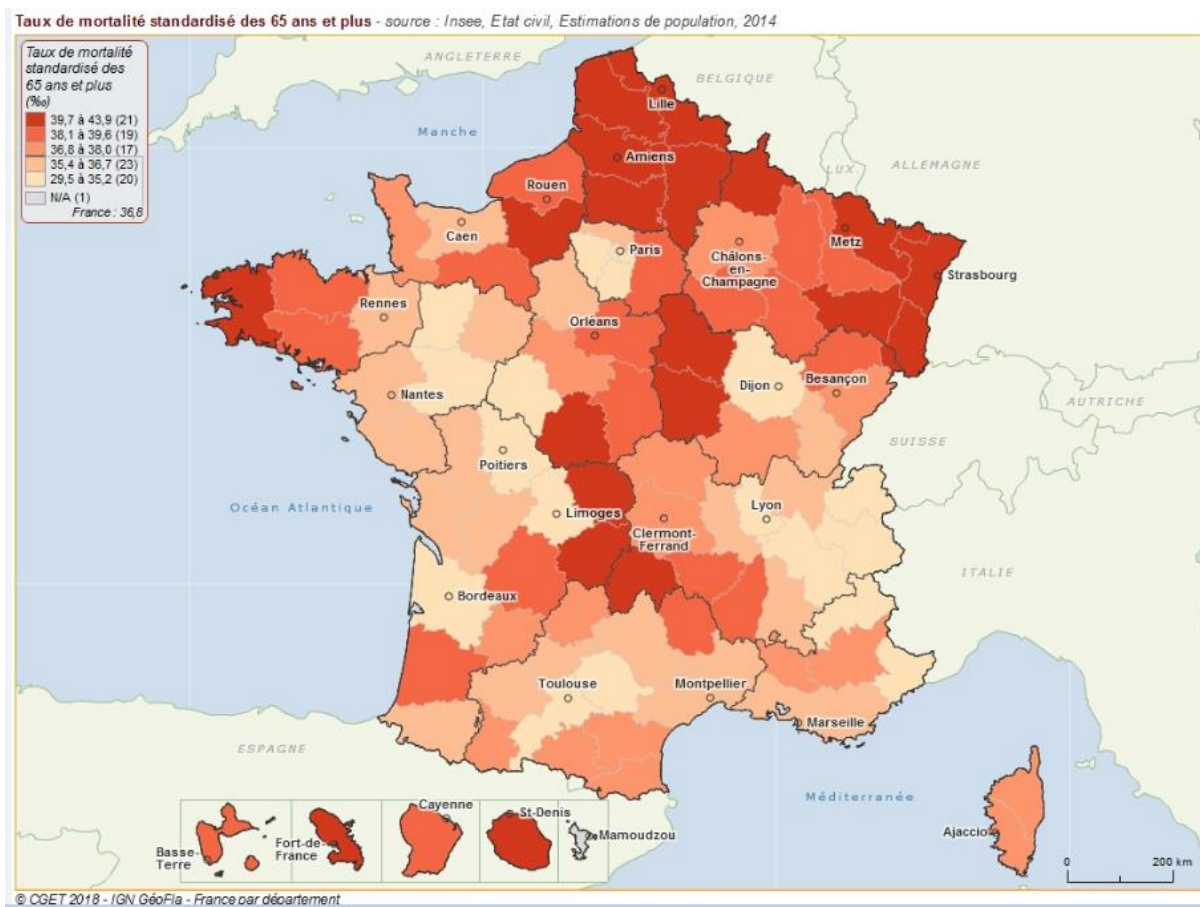 Taux de mortalité standardisé des 65 ans et plus - source : Insee, Etat civil, Estimations de population, 2014
Taux de mortalité
standardisé des
65 ans et plus
(‰)
39,7 à 43,9 (21)
38,1 à 39,6 (19)
36,8 à 38,0 (17)
35,4 à 36,7 (23)
29,5 à 35,2 (20)
N/A (1)
France : 36,8
ANGLETERRE
BELGIQUE
Lille
Manche
Amiens
LUX.
ALLEMAGNE
Rouen
Caen
Paris
Metz
Châlons-
en-
Champagne
Strasbourg
Rennes
Orléans
Nantes
Dijon
Besançon
AUTRICHE
SUISSE
Poitiers
Océan Atlantique
Limoges
Lyon
Clermont-
Ferrand
ITALIE
Bordeaux
Toulouse
Montpellier
Marseille
ESPAGNE
Méditerranée
Cayenne
St-Denis
Mamoudzou
Basse-
Terre
Fort-de-
France
Ajaccio
0 200 km
© CGET 2018 - IGN GéoFla - France par département